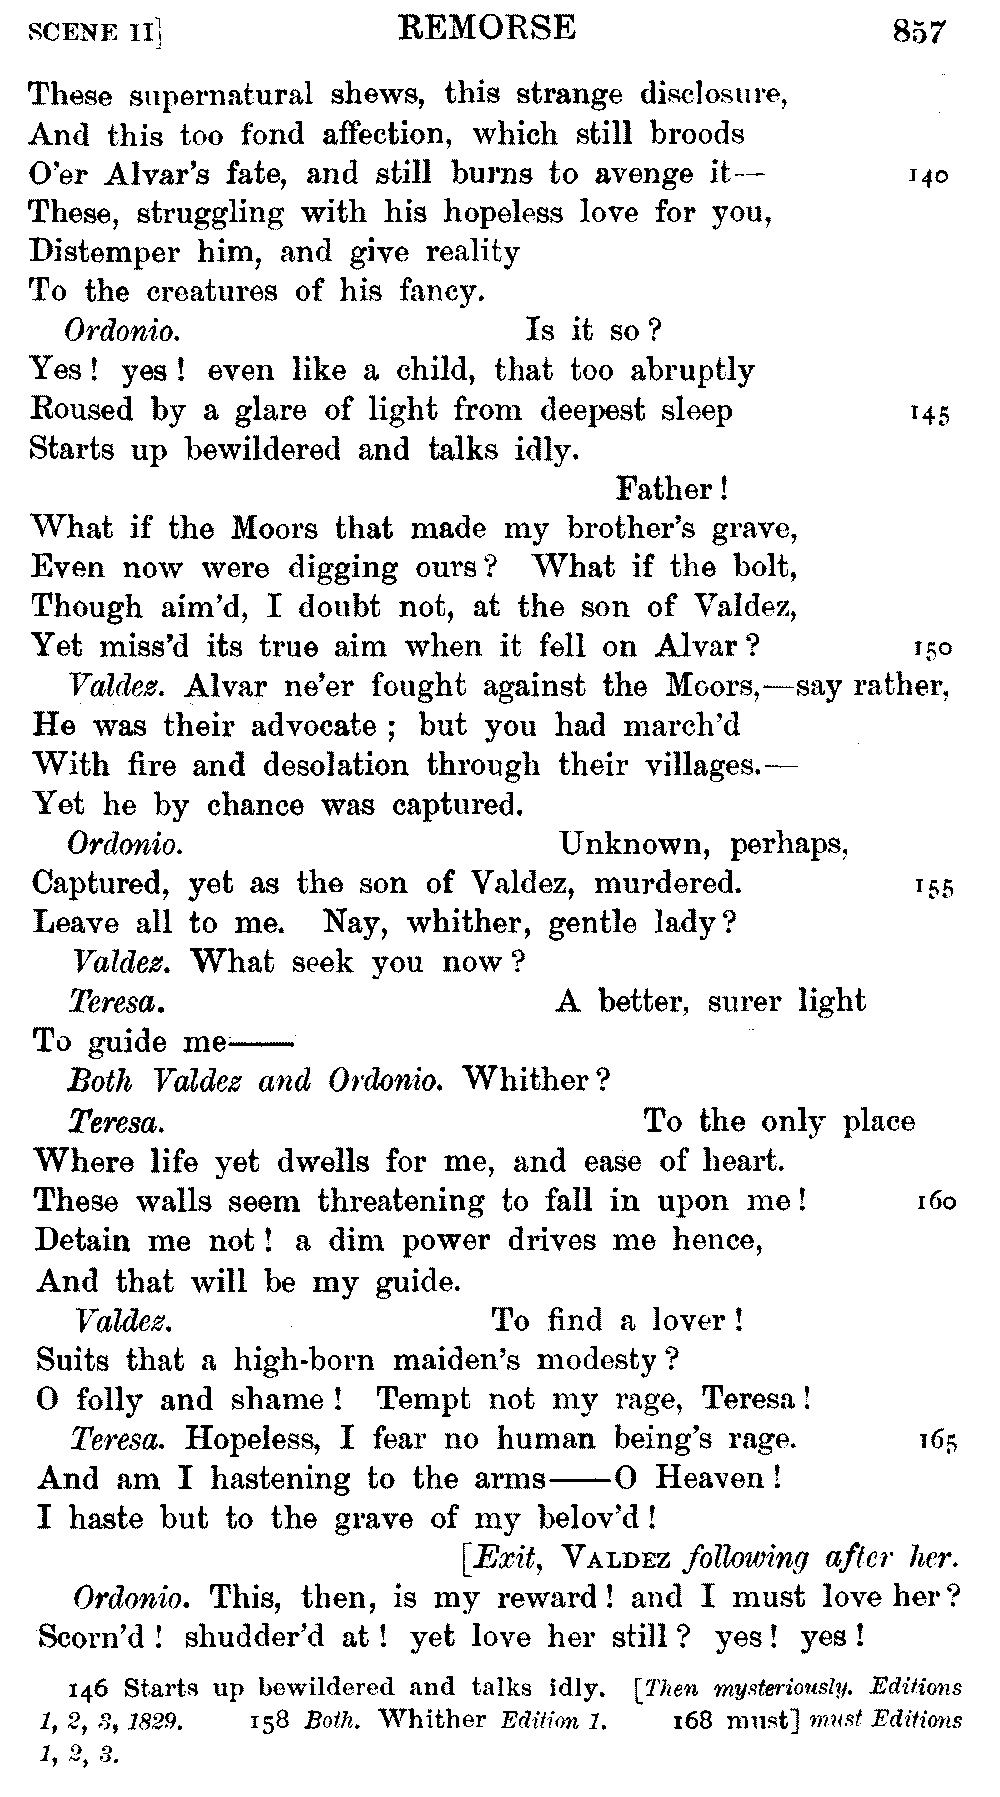 SCENE II] REMORSE 857
These supernatural shews, this strange disclosure,
And this too fond affection, which still broods
O'er Alvar's fate, and still burns to avenge it— 140
These, struggling with his hopeless love for you,
Distemper him, and give reality
To the creatures of his fancy.
Ordonio. Is it so?
Yes! yes! even like a child, that too abruptly
Roused by a glare of light from deepest sleep 145
Starts up bewildered and talks idly.
Father!
What if the Moors that made my brother's grave,
Even now were digging ours? What if the bolt,
Though aim'd, I doubt not, at the son of Valdez,
Yet miss'd its true aim when it fell on Alvar? 150
Valdez. Alvar ne'er fought against the Moors,—say rather,
He was their advocate; but you had march'd
With fire and desolation through their villages.—
Yet he by chance was captured.
Ordonio. Unknown, perhaps,
Captured, yet as the son of Valdez, murdered. 155
Leave all to me. Nay, whither, gentle lady?
Valdez. What seek you now?
Teresa. A better, surer light
To guide me——
Both Valdez and Ordonio. Whither?
Teresa. To the only place
Where life yet dwells for me, and ease of heart.
These walls seem threatening to fall in upon me! 160
Detain me not! a dim power drives me hence,
And that will be my guide.
Valdez. To find a lover!
Suits that a high-born maiden's modesty?
O folly and shame! Tempt not my rage, Teresa!
Teresa. Hopeless, I fear no human being's rage. 165
And am I hastening to the arms——O Heaven!
I haste but to the grave of my belov'd!
[Exit, VALDEZ following after her.
Ordonio. This, then, is my reward! and I must love her?
Scorn'd! shudder'd at! yet love her still? yes! yes!
146 Starts up bewildered and talks idly. [Then mysteriously. Editions
1, 2, 3, 1829. 158 Both. Whither Edition 1. 168 must] must Editions
1, 2, 3.